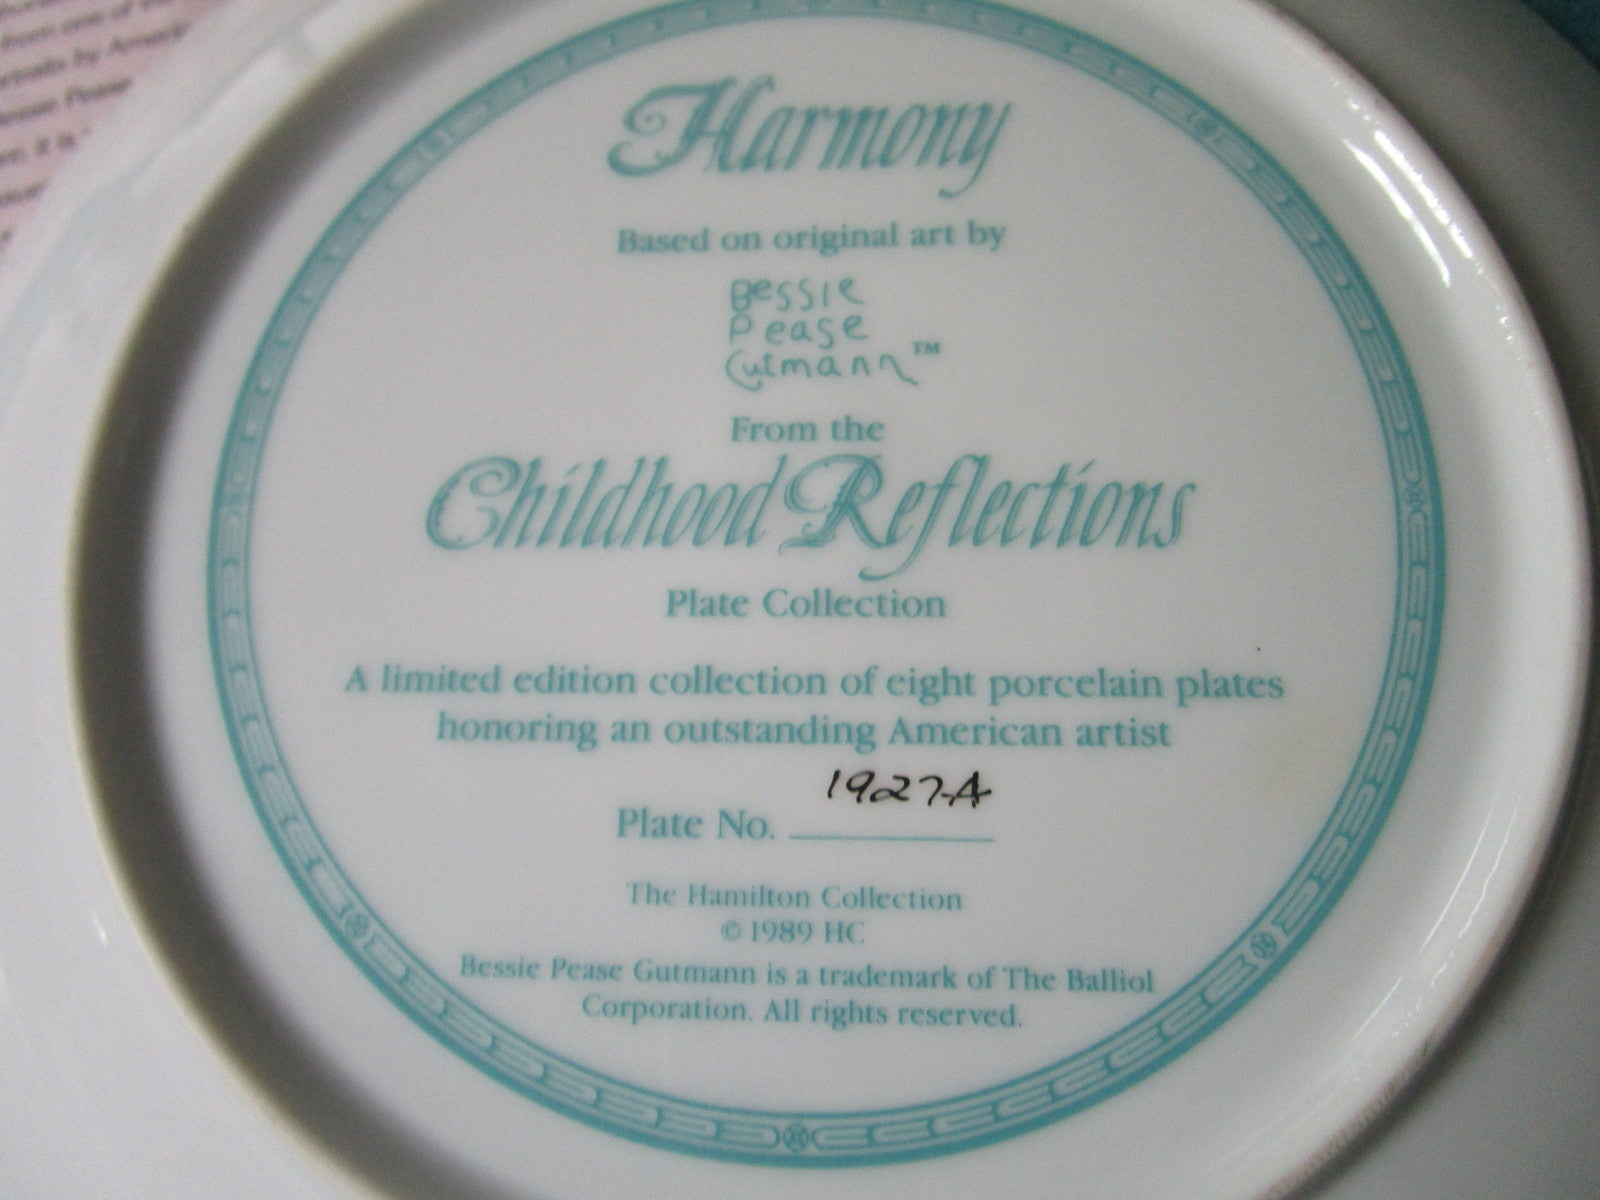 Harmony
Based on original art by
Bessie
Pease
Gutmann™
From the
Childhood Reflections
Plate Collection
A limited edition collection of eight porcelain plates
honoring an outstanding American artist
1927A
Plate No.
The Hamilton Collection
© 1989 HC
Bessie Pease Gutmann is a trademark of The Balliol
Corporation. All rights reserved.